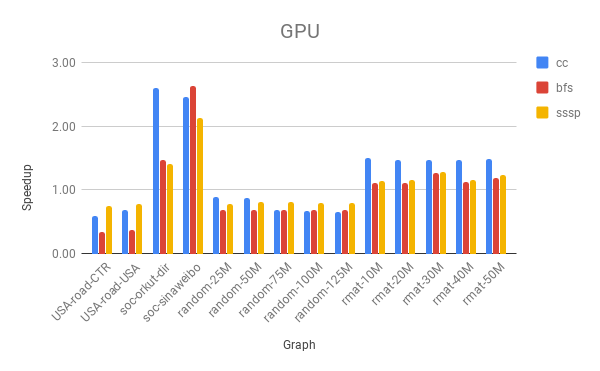 GPU
3.00
2.00
1.00
0.00
Speedup
cc
bfs
sssp
USA-road-CTR
USA-road-USA
soc-orkut-dir
soc-sinaweibo
random-25M
random-50M
random-75M
random-100M
random-125M
rmat-10M
rmat-20M
rmat-30M
rmat-40M
rmat-50M
Graph